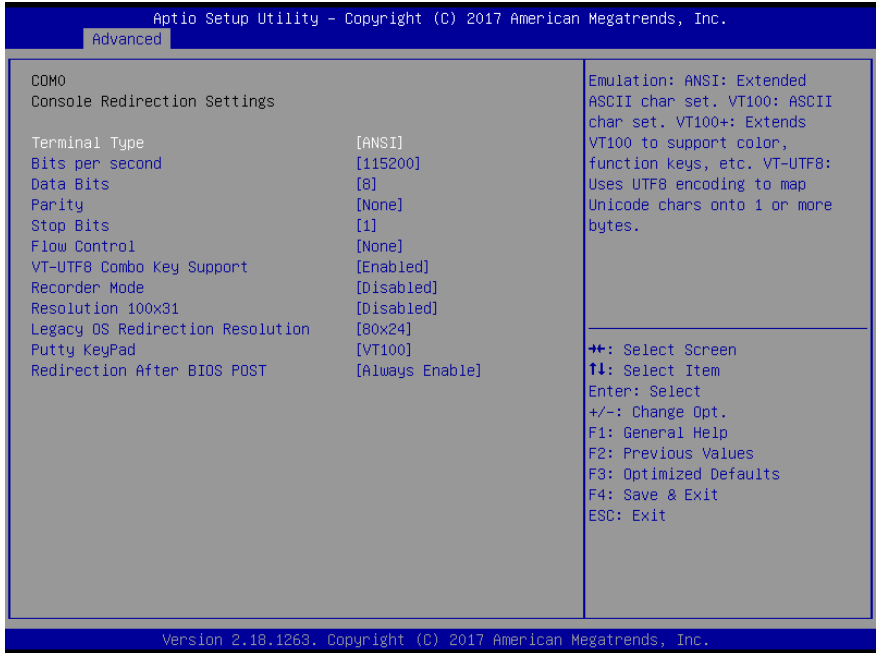 Aptio Setup Utility – Copyright (C) 2017 American Megatrends, Inc.
Advanced
COM0
Console Redirection Settings
Terminal Type [ANSI]
Bits per second [115200]
Data Bits [8]
Parity [None]
Stop Bits [1]
Flow Control [None]
VT-UTF8 Combo Key Support [Enabled]
Recorder Mode [Disabled]
Resolution 100x31 [Disabled]
Legacy OS Redirection Resolution [80x24]
Putty KeyPad [VT100]
Redirection After BIOS POST [Always Enable]
Emulation: ANSI: Extended
ASCII char set. VT100: ASCII
char set. VT100+: Extends
VT100 to support color,
function keys, etc. VT-UTF8:
Uses UTF8 encoding to map
Unicode chars onto 1 or more
bytes.
→←: Select Screen
↑↓: Select Item
Enter: Select
+/-: Change Opt.
F1: General Help
F2: Previous Values
F3: Optimized Defaults
F4: Save & Exit
ESC: Exit
Version 2.18.1263. Copyright (C) 2017 American Megatrends, Inc.